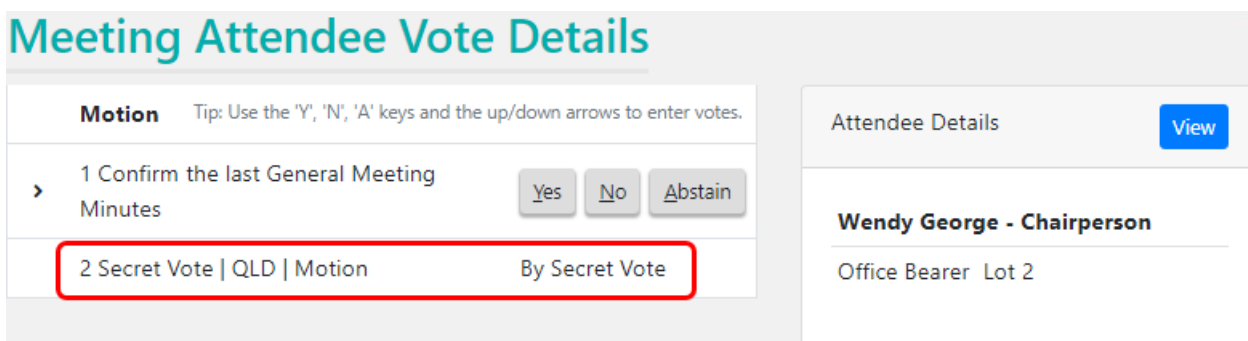 Meeting Attendee Vote Details
Motion Tip: Use the 'Y', 'N', 'A' keys and the up/down arrows to enter votes.
1 Confirm the last General Meeting
Minutes
Yes No Abstain
2 Secret Vote | QLD | Motion By Secret Vote
Attendee Details View
Wendy George - Chairperson
Office Bearer Lot 2